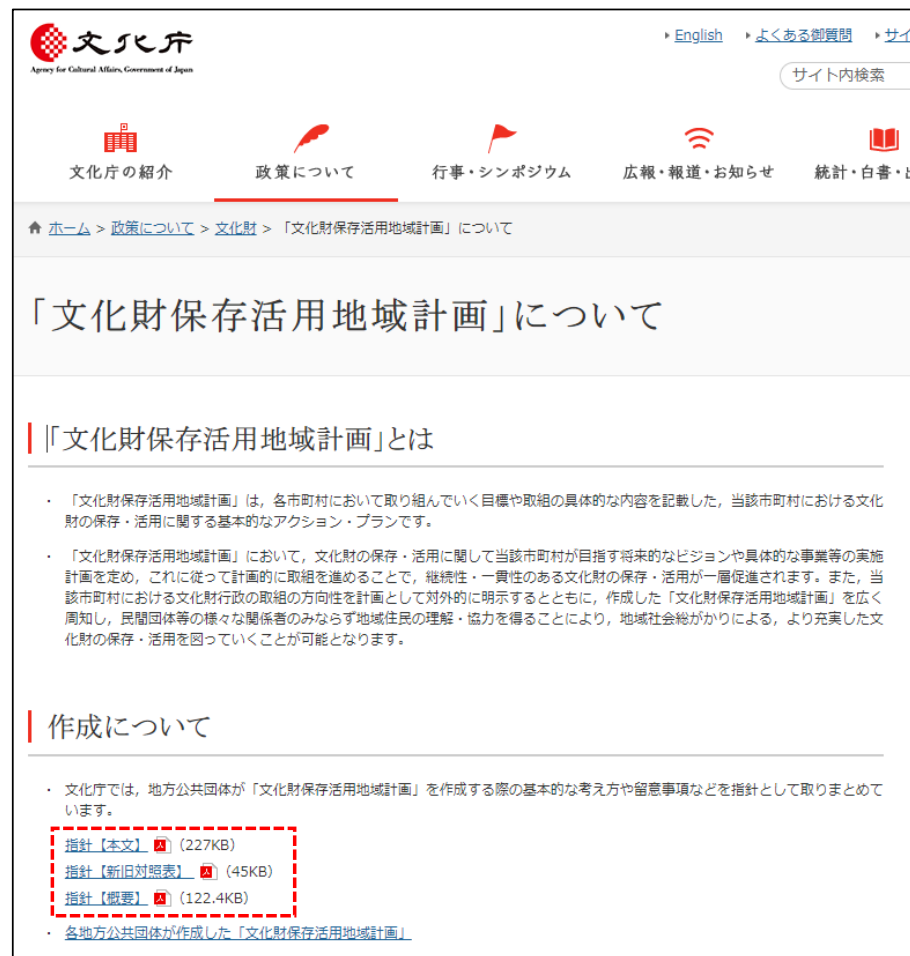 文化庁
Agency for Cultural Affairs, Government of Japan
English よくある御質問 サイ
サイト内検索
文化庁の紹介 政策について 行事・シンポジウム 広報・報道・お知らせ 統計・白書・出
ホーム > 政策について > 文化財 > 「文化財保存活用地域計画」について
「文化財保存活用地域計画」について
「文化財保存活用地域計画」とは
・ 「文化財保存活用地域計画」は，各市町村において取り組んでいく目標や取組の具体的な内容を記載した，当該市町村における文化
財の保存・活用に関する基本的なアクション・プランです。
・ 「文化財保存活用地域計画」において，文化財の保存・活用に関して当該市町村が目指す将来的なビジョンや具体的な事業等の実施
計画を定め，これに従って計画的に取組を進めることで，継続性・一貫性のある文化財の保存・活用が一層促進されます。また，当
該市町村における文化財行政の取組の方向性を計画として対外的に明示するとともに，作成した「文化財保存活用地域計画」を広く
周知し，民間団体等の様々な関係者のみならず地域住民の理解・協力を得ることにより，地域社会総がかりによる，より充実した文
化財の保存・活用を図っていくことが可能となります。
作成について
・ 文化庁では，地方公共団体が「文化財保存活用地域計画」を作成する際の基本的な考え方や留意事項などを指針として取りまとめて
います。
指針【本文】 (227KB)
指針【新旧対照表】 (45KB)
指針【概要】 (122.4KB)
・ 各地方公共団体が作成した「文化財保存活用地域計画」